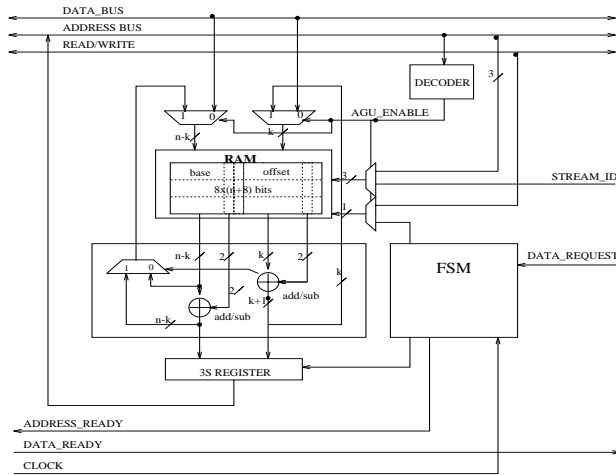 DATA_BUS
ADDRESS BUS
READ/WRITE
DECODER
3
AGU_ENABLE
1 0
1 0
n-k
k
RAM
base offset
8x(n+8) bits
3
1
STREAM_ID
n-k
2
k
2
1 0
2
k
FSM
DATA_REQUEST
add/sub
k+1
add/sub
n-k
3S REGISTER
ADDRESS_READY
DATA_READY
CLOCK